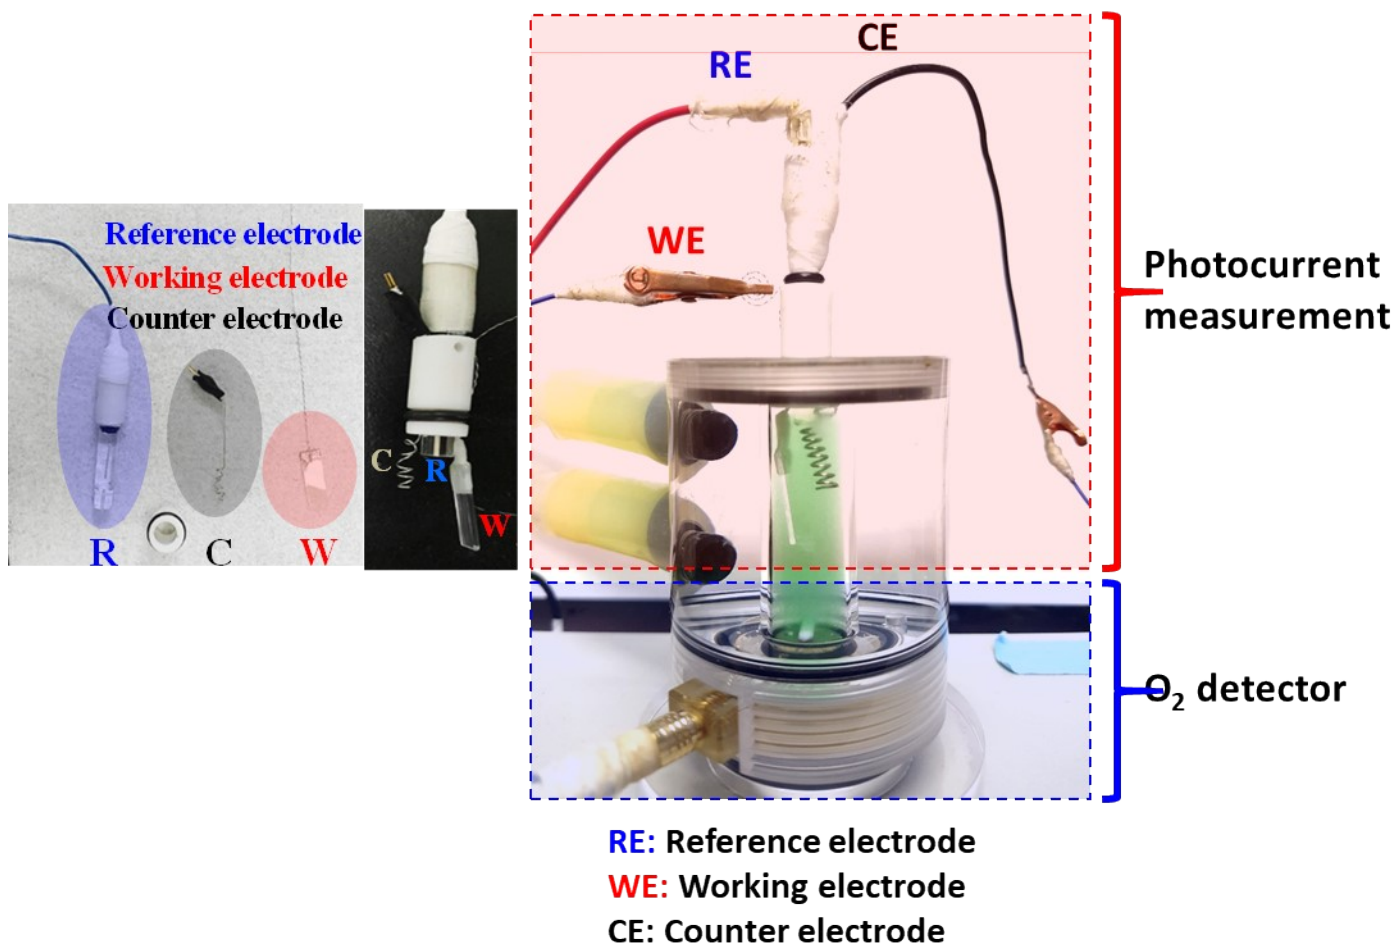 Reference electrode
Working electrode
Counter electrode
R
C
W
C
R
W
RE
CE
WE
Photocurrent
measurement
O₂ detector
RE: Reference electrode
WE: Working electrode
CE: Counter electrode